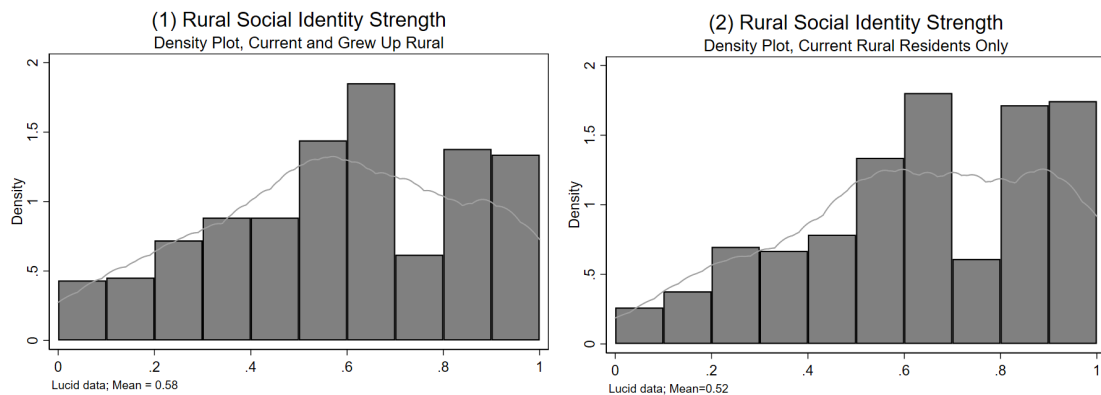 (1) Rural Social Identity Strength
Density Plot, Current and Grew Up Rural
Density
2
1.5
1
.5
0
0 .2 .4 .6 .8 1
Lucid data; Mean = 0.58
(2) Rural Social Identity Strength
Density Plot, Current Rural Residents Only
Density
2
1.5
1
.5
0
0 .2 .4 .6 .8 1
Lucid data; Mean=0.52